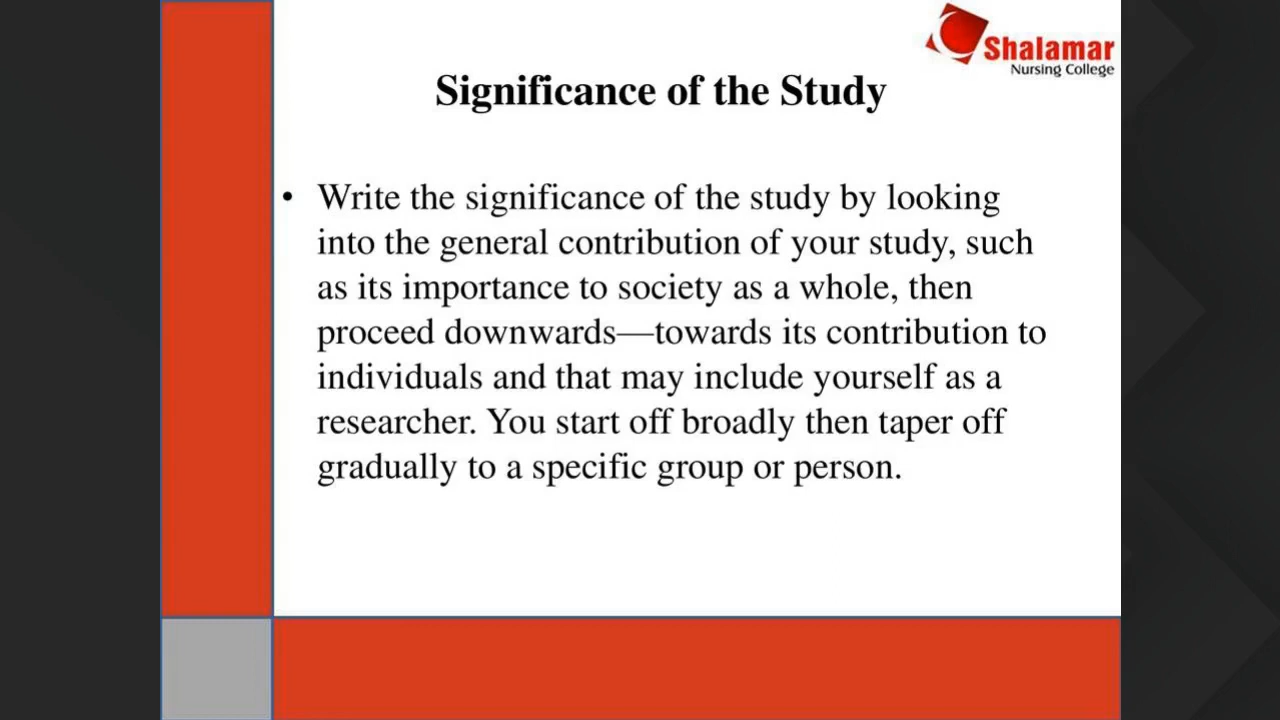 Shalamar
Nursing College
Significance of the Study
• Write the significance of the study by looking
into the general contribution of your study, such
as its importance to society as a whole, then
proceed downwards—towards its contribution to
individuals and that may include yourself as a
researcher. You start off broadly then taper off
gradually to a specific group or person.